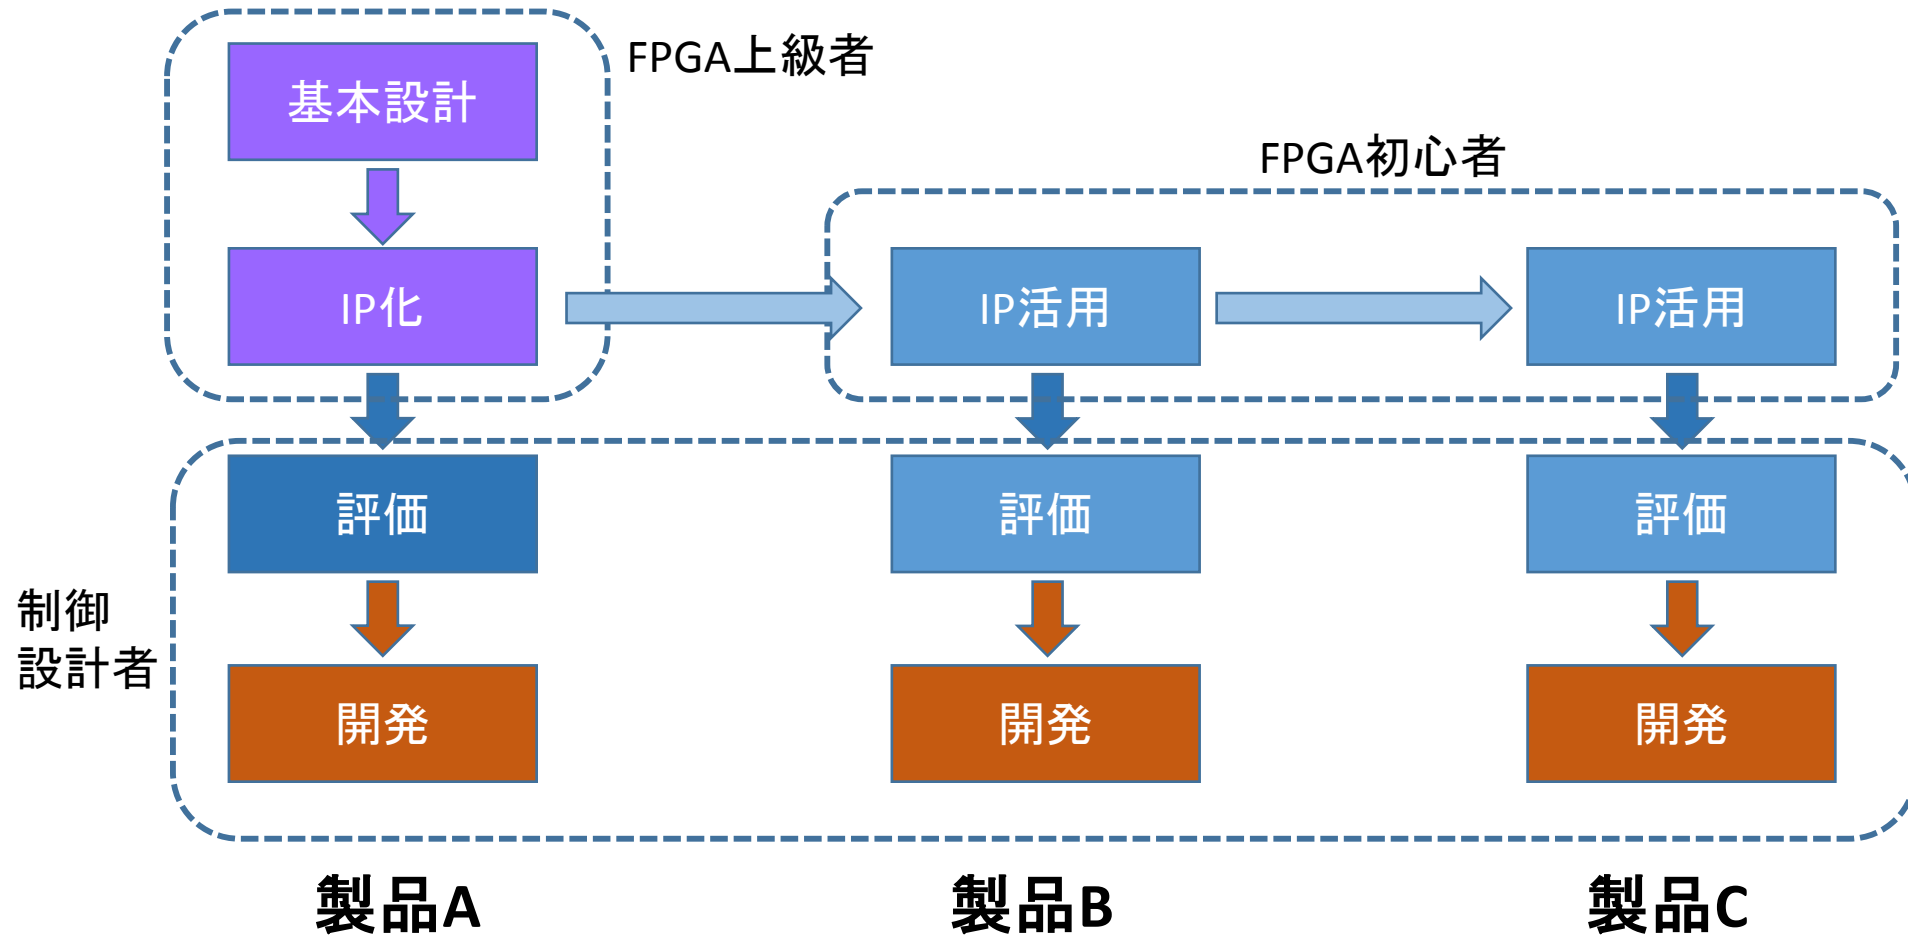 FPGA上級者
基本設計
FPGA初心者
IP化
IP活用
IP活用
評価
評価
評価
制御
設計者
開発
開発
開発
製品A
製品B
製品C